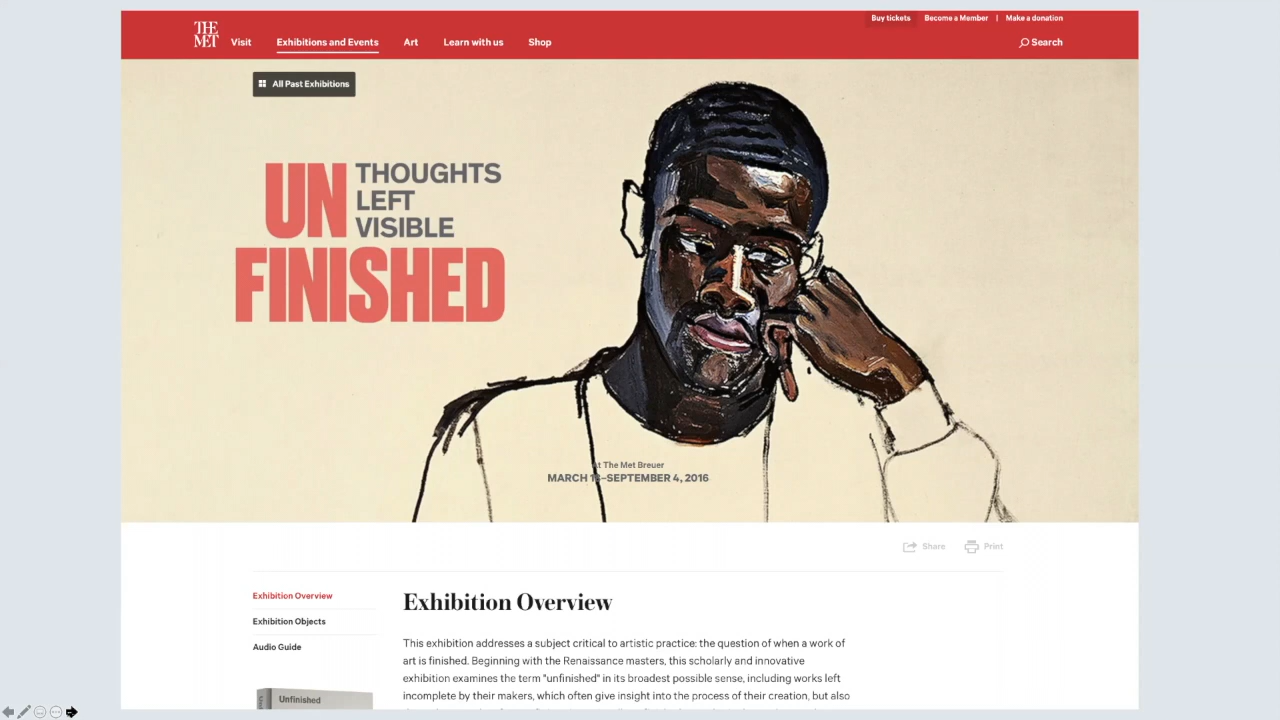 THE
MET
Buy tickets
Become a Member
|
Make a donation
Visit
Exhibitions and Events
Art
Learn with us
Shop
Search
All Past Exhibitions
UN
THOUGHTS
LEFT
VISIBLE
FINISHED
At The Met Breuer
MARCH 18–SEPTEMBER 4, 2016
Share
Print
Exhibition Overview
Exhibition Objects
Audio Guide
Unfinished
Exhibition Overview
This exhibition addresses a subject critical to artistic practice: the question of when a work of
art is finished. Beginning with the Renaissance masters, this scholarly and innovative
exhibition examines the term "unfinished" in its broadest possible sense, including works left
incomplete by their makers, which often give insight into the process of their creation, but also